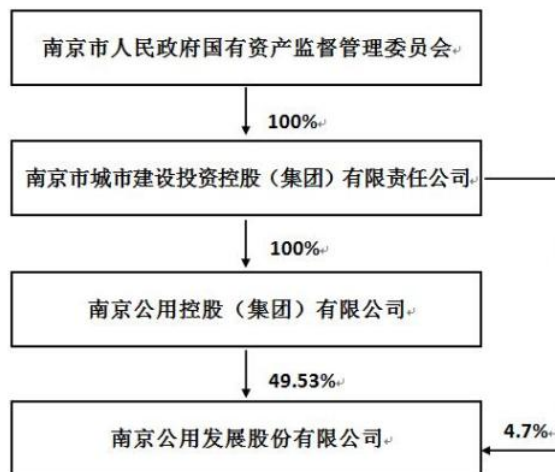 南京市人民政府国有资产监督管理委员会
100%
南京市城市建设投资控股（集团）有限责任公司
100%
南京公用控股（集团）有限公司
49.53%
4.7%
南京公用发展股份有限公司